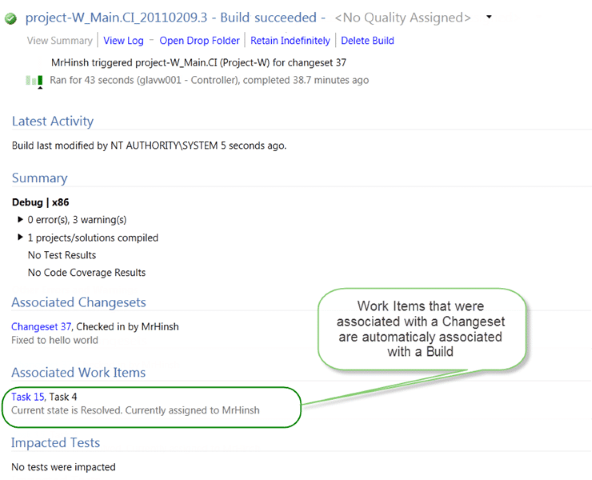 project-W_Main.CI_20110209.3 - Build succeeded - <No Quality Assigned>
View Summary | View Log - Open Drop Folder | Retain Indefinitely | Delete Build
MrHinsh triggered project-W_Main.CI (Project-W) for changeset 37
Ran for 43 seconds (glavw001 - Controller), completed 38.7 minutes ago
Latest Activity
Build last modified by NT AUTHORITY\SYSTEM 5 seconds ago.
Summary
Debug | x86
0 error(s), 3 warning(s)
1 projects/solutions compiled
No Test Results
No Code Coverage Results
Associated Changesets
Changeset 37, Checked in by MrHinsh
Fixed to hello world
Work Items that were
associated with a Changeset
are automaticaly associated
with a Build
Associated Work Items
Task 15, Task 4
Current state is Resolved. Currently assigned to MrHinsh
Impacted Tests
No tests were impacted